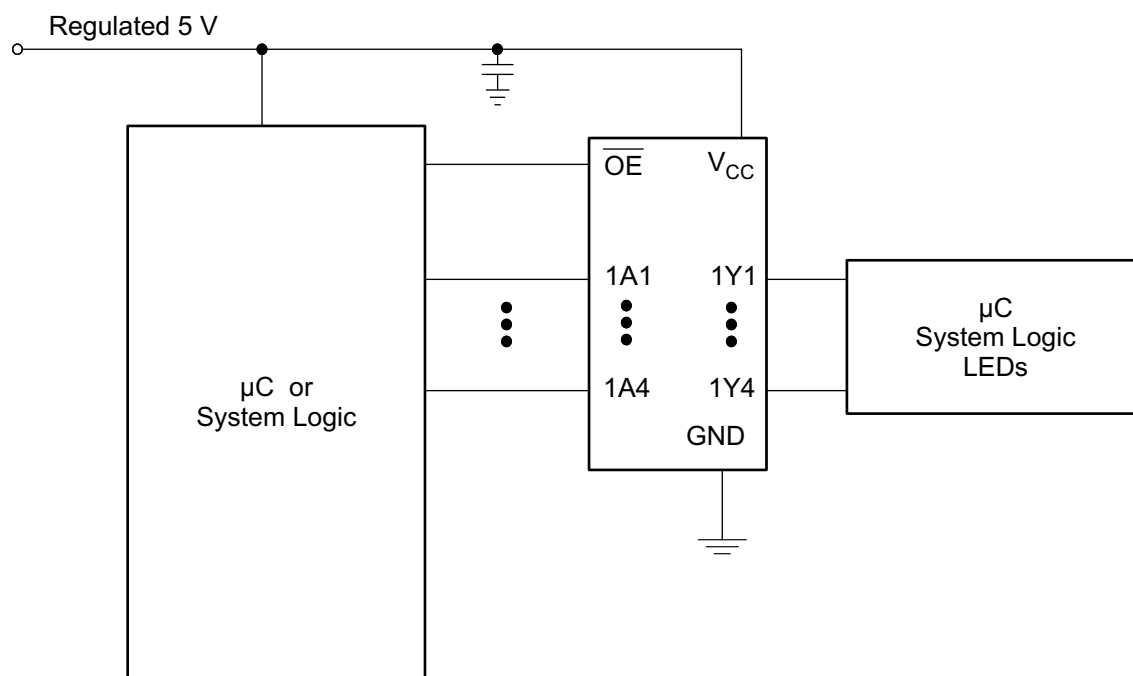 Regulated 5 V
OE VCC
1A1 1Y1
1A4 1Y4
GND
µC or
System Logic
µC
System Logic
LEDs